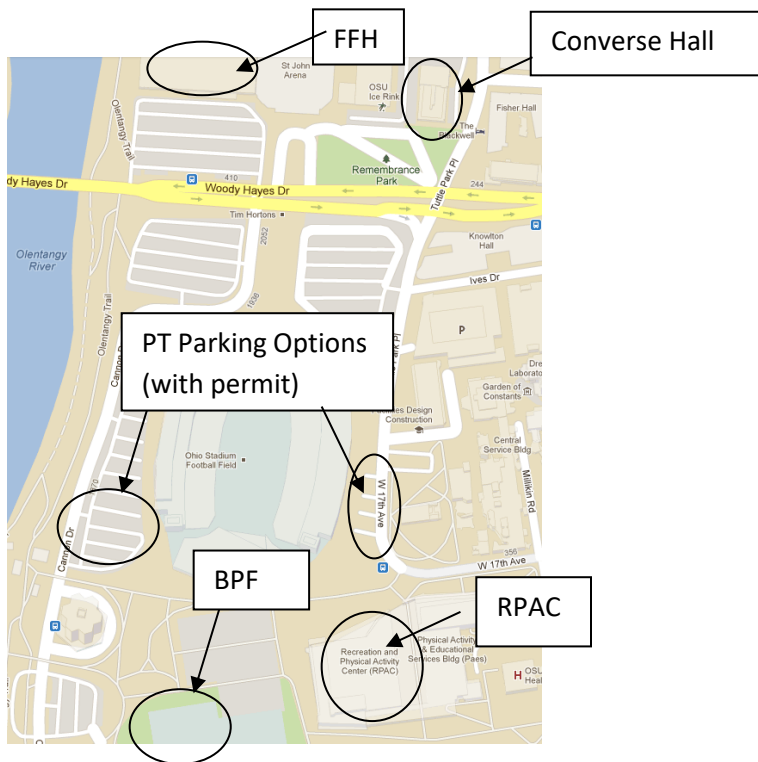 FFH
Converse Hall
St John
Arena
OSU
Ice Rink
Fisher Hall
The
Blackwell
Olentangy Trail
Remembrance
Park
Tuttle Park Pl
410
244
dy Hayes Dr
Woody Hayes Dr
Tim Hortons
2052
Knowlton
Hall
Olentangy
River
Ives Dr
1936
Olentangy Trail
PT Parking Options
(with permit)
Cannon D
Park Pl
P
Dre
Laborato
Garden of
Constants
Facilities Design
Construction
Central
Service Bldg
Ohio Stadium
Football Field
Millikin Rd
W 17th Ave
Cannon Dr
356
W 17th Ave
BPF
RPAC
Recreation and
Physical Activity
Center (RPAC)
Physical Activity
& Educational
Services Bldg (Paes)
H OSU
Heal